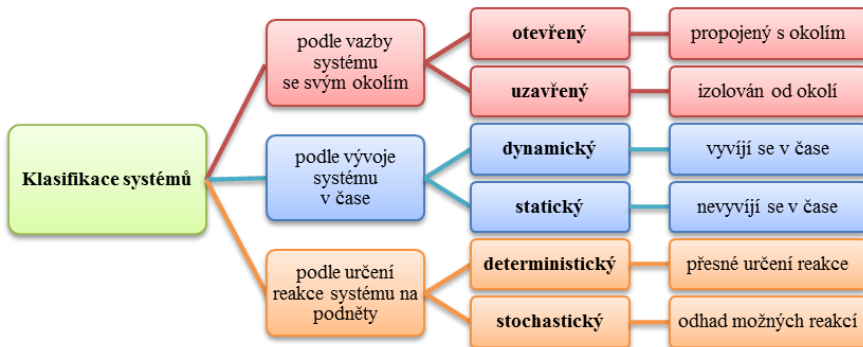 Klasifikace systémů
podle vazby
systému
se svým okolím
otevřený
propojený s okolím
uzavřený
izolován od okolí
podle vývoje
systému
v čase
dynamický
vyvíjí se v čase
statický
nevyvíjí se v čase
podle určení
reakce systému na
podněty
deterministický
přesné určení reakce
stochastický
odhad možných reakcí